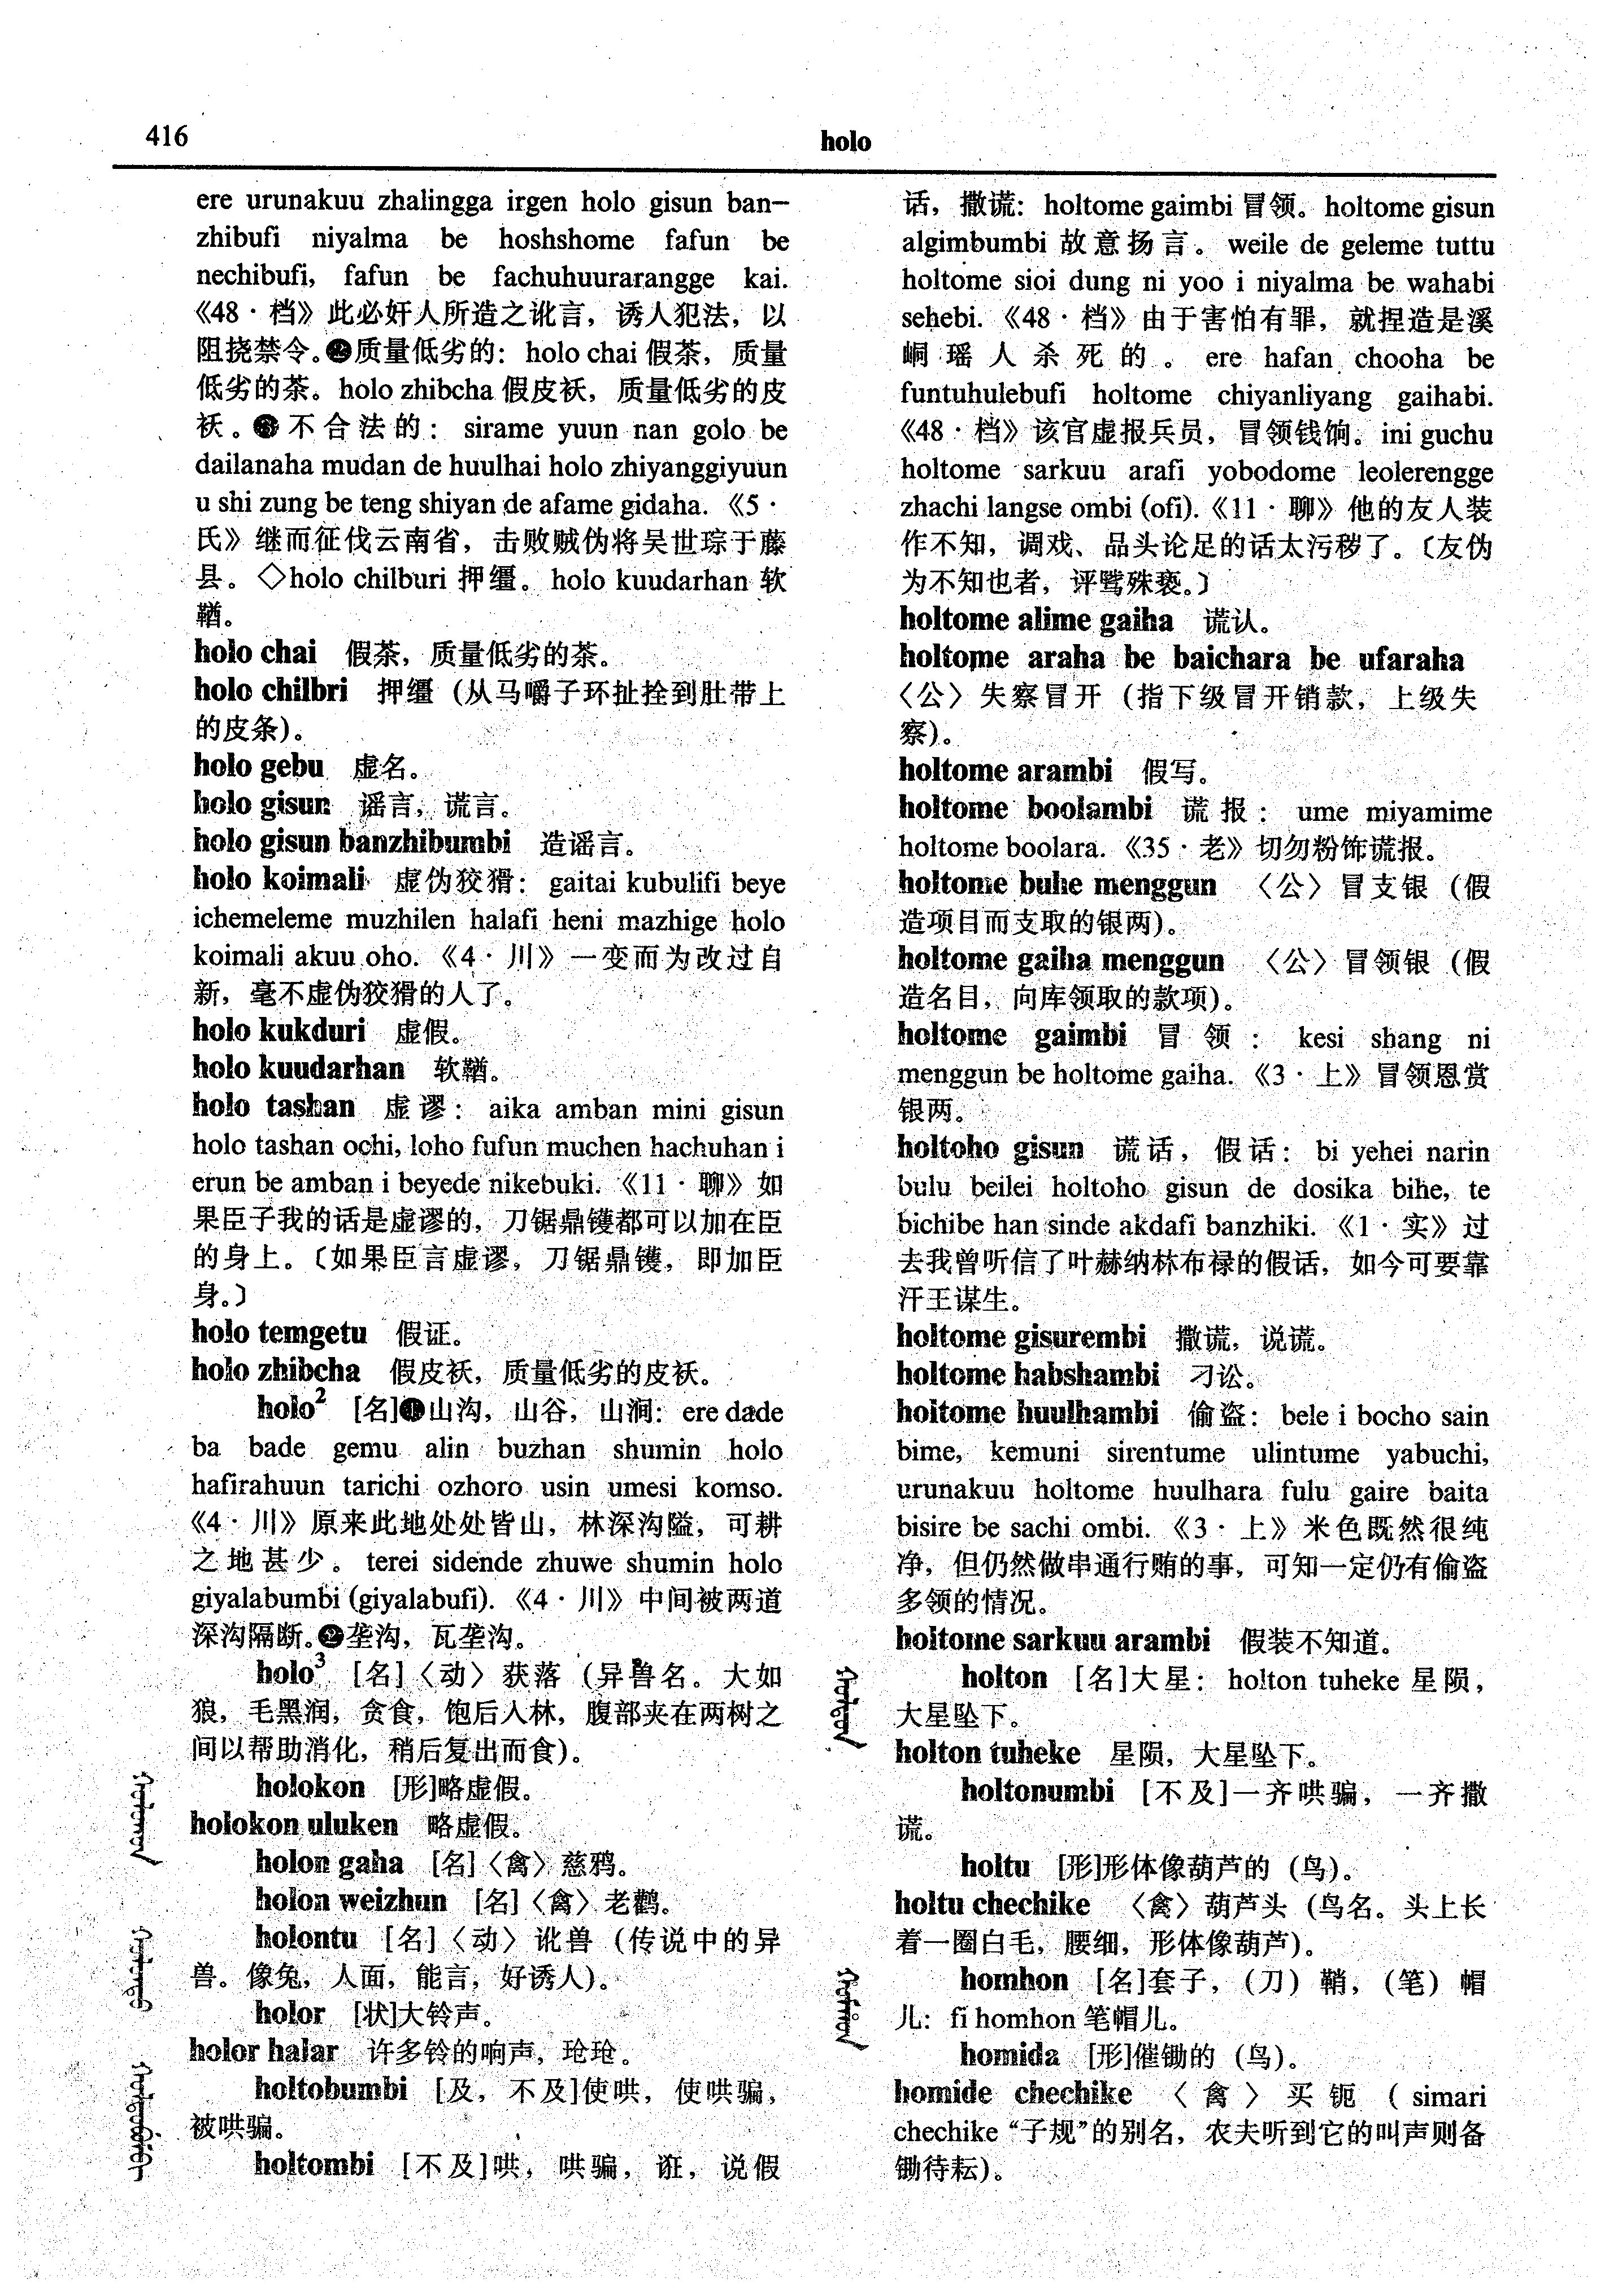 416
holo
ere urunakuu zhalingga irgen holo gisun ban-
zhibufi niyalma be hoshshome fafun be
nechibufi, fafun be fachuhuurarangge kai.
《48·档》此必奸人所造之讹言，诱人犯法，以
阻挠禁令。❷质量低劣的：holo chai 假茶，质量
低劣的茶。holo zhibcha 假皮袄，质量低劣的皮
袄。❸不合法的：sirame yuun nan golo be
dailanaha mudan de huulhai holo zhiyanggiyuun
u shi zung be teng shiyan de afame gidaha. 《5·
氏》继而征伐云南省，击败贼伪将吴世琮于藤
县。◇holo chilburi 押缰。holo kuudarhan 软
鞧。
holo chai 假茶，质量低劣的茶。
holo chilbri 押缰（从马嚼子环扯拴到肚带上
的皮条）。
holo gebu 虚名。
holo gisun 谣言，谎言。
holo gisun banzhibumbi 造谣言。
holo koimali 虚伪狡猾：gaitai kubulifi beye
ichemeleme muzhilen halafi heni mazhige holo
koimali akuu oho. 《4·川》一变而为改过自
新，毫不虚伪狡猾的人了。
holo kukduri 虚假。
holo kuudarhan 软鞧。
holo tashan 虚谬：aika amban mini gisun
holo tashan ochi, loho fufun muchen hachuhan i
erun be amban i beyede nikebuki. 《11·聊》如
果臣子我的话是虚谬的，刀锯鼎镬都可以加在臣
的身上。〔如果臣言虚谬，刀锯鼎镬，即加臣
身。〕
holo temgetu 假证。
holo zhibcha 假皮袄，质量低劣的皮袄。
holo² [名]❶山沟，山谷，山涧：ere dade
ba bade gemu alin buzhan shumin holo
hafirahuun tarichi ozhoro usin umesi komso.
《4·川》原来此地处处皆山，林深沟隘，可耕
之地甚少。terei sidende zhuwe shumin holo
giyalabumbi (giyalabufi). 《4·川》中间被两道
深沟隔断。❷垄沟，瓦垄沟。
holo³ [名]〈动〉获落（异兽名。大如
狼，毛黑润，贪食，饱后入林，腹部夹在两树之
间以帮助消化，稍后复出而食）。
holokon [形]略虚假。
holokon uluken 略虚假。
holon gaha [名]〈禽〉慈鸦。
holon weizhun [名]〈禽〉老鹳。
holontu [名]〈动〉讹兽（传说中的异
兽。像兔，人面，能言，好诱人）。
holor [状]大铃声。
holor halar 许多铃的响声，玱玱。
holtobumbi [及，不及]使哄，使哄骗，
被哄骗。
holtombi [不及]哄，哄骗，诳，说假
话，撒谎：holtome gaimbi 冒领。holtome gisun
algimbumbi 故意扬言。weile de geleme tuttu
holtome sioi dung ni yoo i niyalma be wahabi
sehebi. 《48·档》由于害怕有罪，就捏造是溪
峒瑶人杀死的。ere hafan chooha be
funtuhulebufi holtome chiyanliyang gaihabi.
《48·档》该官虚报兵员，冒领钱饷。ini guchu
holtome sarkuu arafi yobodome leolerengge
zhachi langse ombi (ofi). 《11·聊》他的友人装
作不知，调戏、品头论足的话太污秽了。〔友伪
为不知也者，评骘殊亵。〕
holtome alime gaiha 谎认。
holtome araha be baichara be ufaraha
〈公〉失察冒开（指下级冒开销款，上级失
察）。
holtome arambi 假写。
holtome boolambi 谎报：ume miyamime
holtome boolara. 《35·老》切勿粉饰谎报。
holtome buhe menggun 〈公〉冒支银（假
造项目而支取的银两）。
holtome gaiha menggun 〈公〉冒领银（假
造名目，向库领取的款项）。
holtome gaimbi 冒领：kesi shang ni
menggun be holtome gaiha. 《3·上》冒领恩赏
银两。
holtoho gisun 谎话，假话：bi yehei narin
bulu beilei holtoho gisun de dosika bihe, te
bichibe han sinde akdafi banzhiki. 《1·实》过
去我曾听信了叶赫纳林布禄的假话，如今可要靠
汗王谋生。
holtome gisurembi 撒谎，说谎。
holtome habshambi 刁讼。
holtome huulhambi 偷盗：bele i bocho sain
bime, kemuni sirentume ulintume yabuchi,
urunakuu holtome huulhara fulu gaire baita
bisire be sachi ombi. 《3·上》米色既然很纯
净，但仍然做串通行贿的事，可知一定仍有偷盗
多领的情况。
holtome sarkuu arambi 假装不知道。
holton [名]大星：holton tuheke 星陨，
大星坠下。
holton tuheke 星陨，大星坠下。
holtonumbi [不及]一齐哄骗，一齐撒
谎。
holtu [形]形体像葫芦的（鸟）。
holtu chechike 〈禽〉葫芦头（鸟名。头上长
着一圈白毛，腰细，形体像葫芦）。
homhon [名]套子，（刀）鞘，（笔）帽
儿：fi homhon 笔帽儿。
homida [形]催锄的（鸟）。
homide chechike 〈禽〉买䤨（simari
chechike “子规”的别名，农夫听到它的叫声则备
锄待耘）。